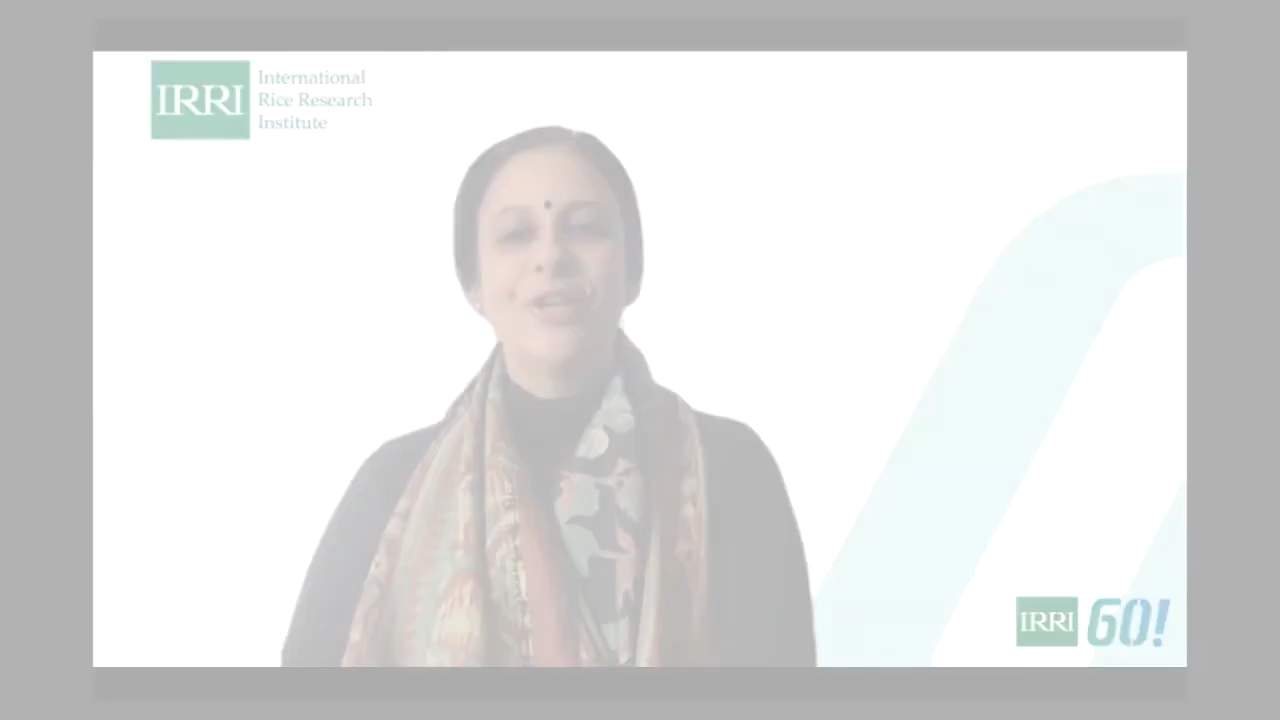 IRRI
International
Rice Research
Institute
IRRI 60!